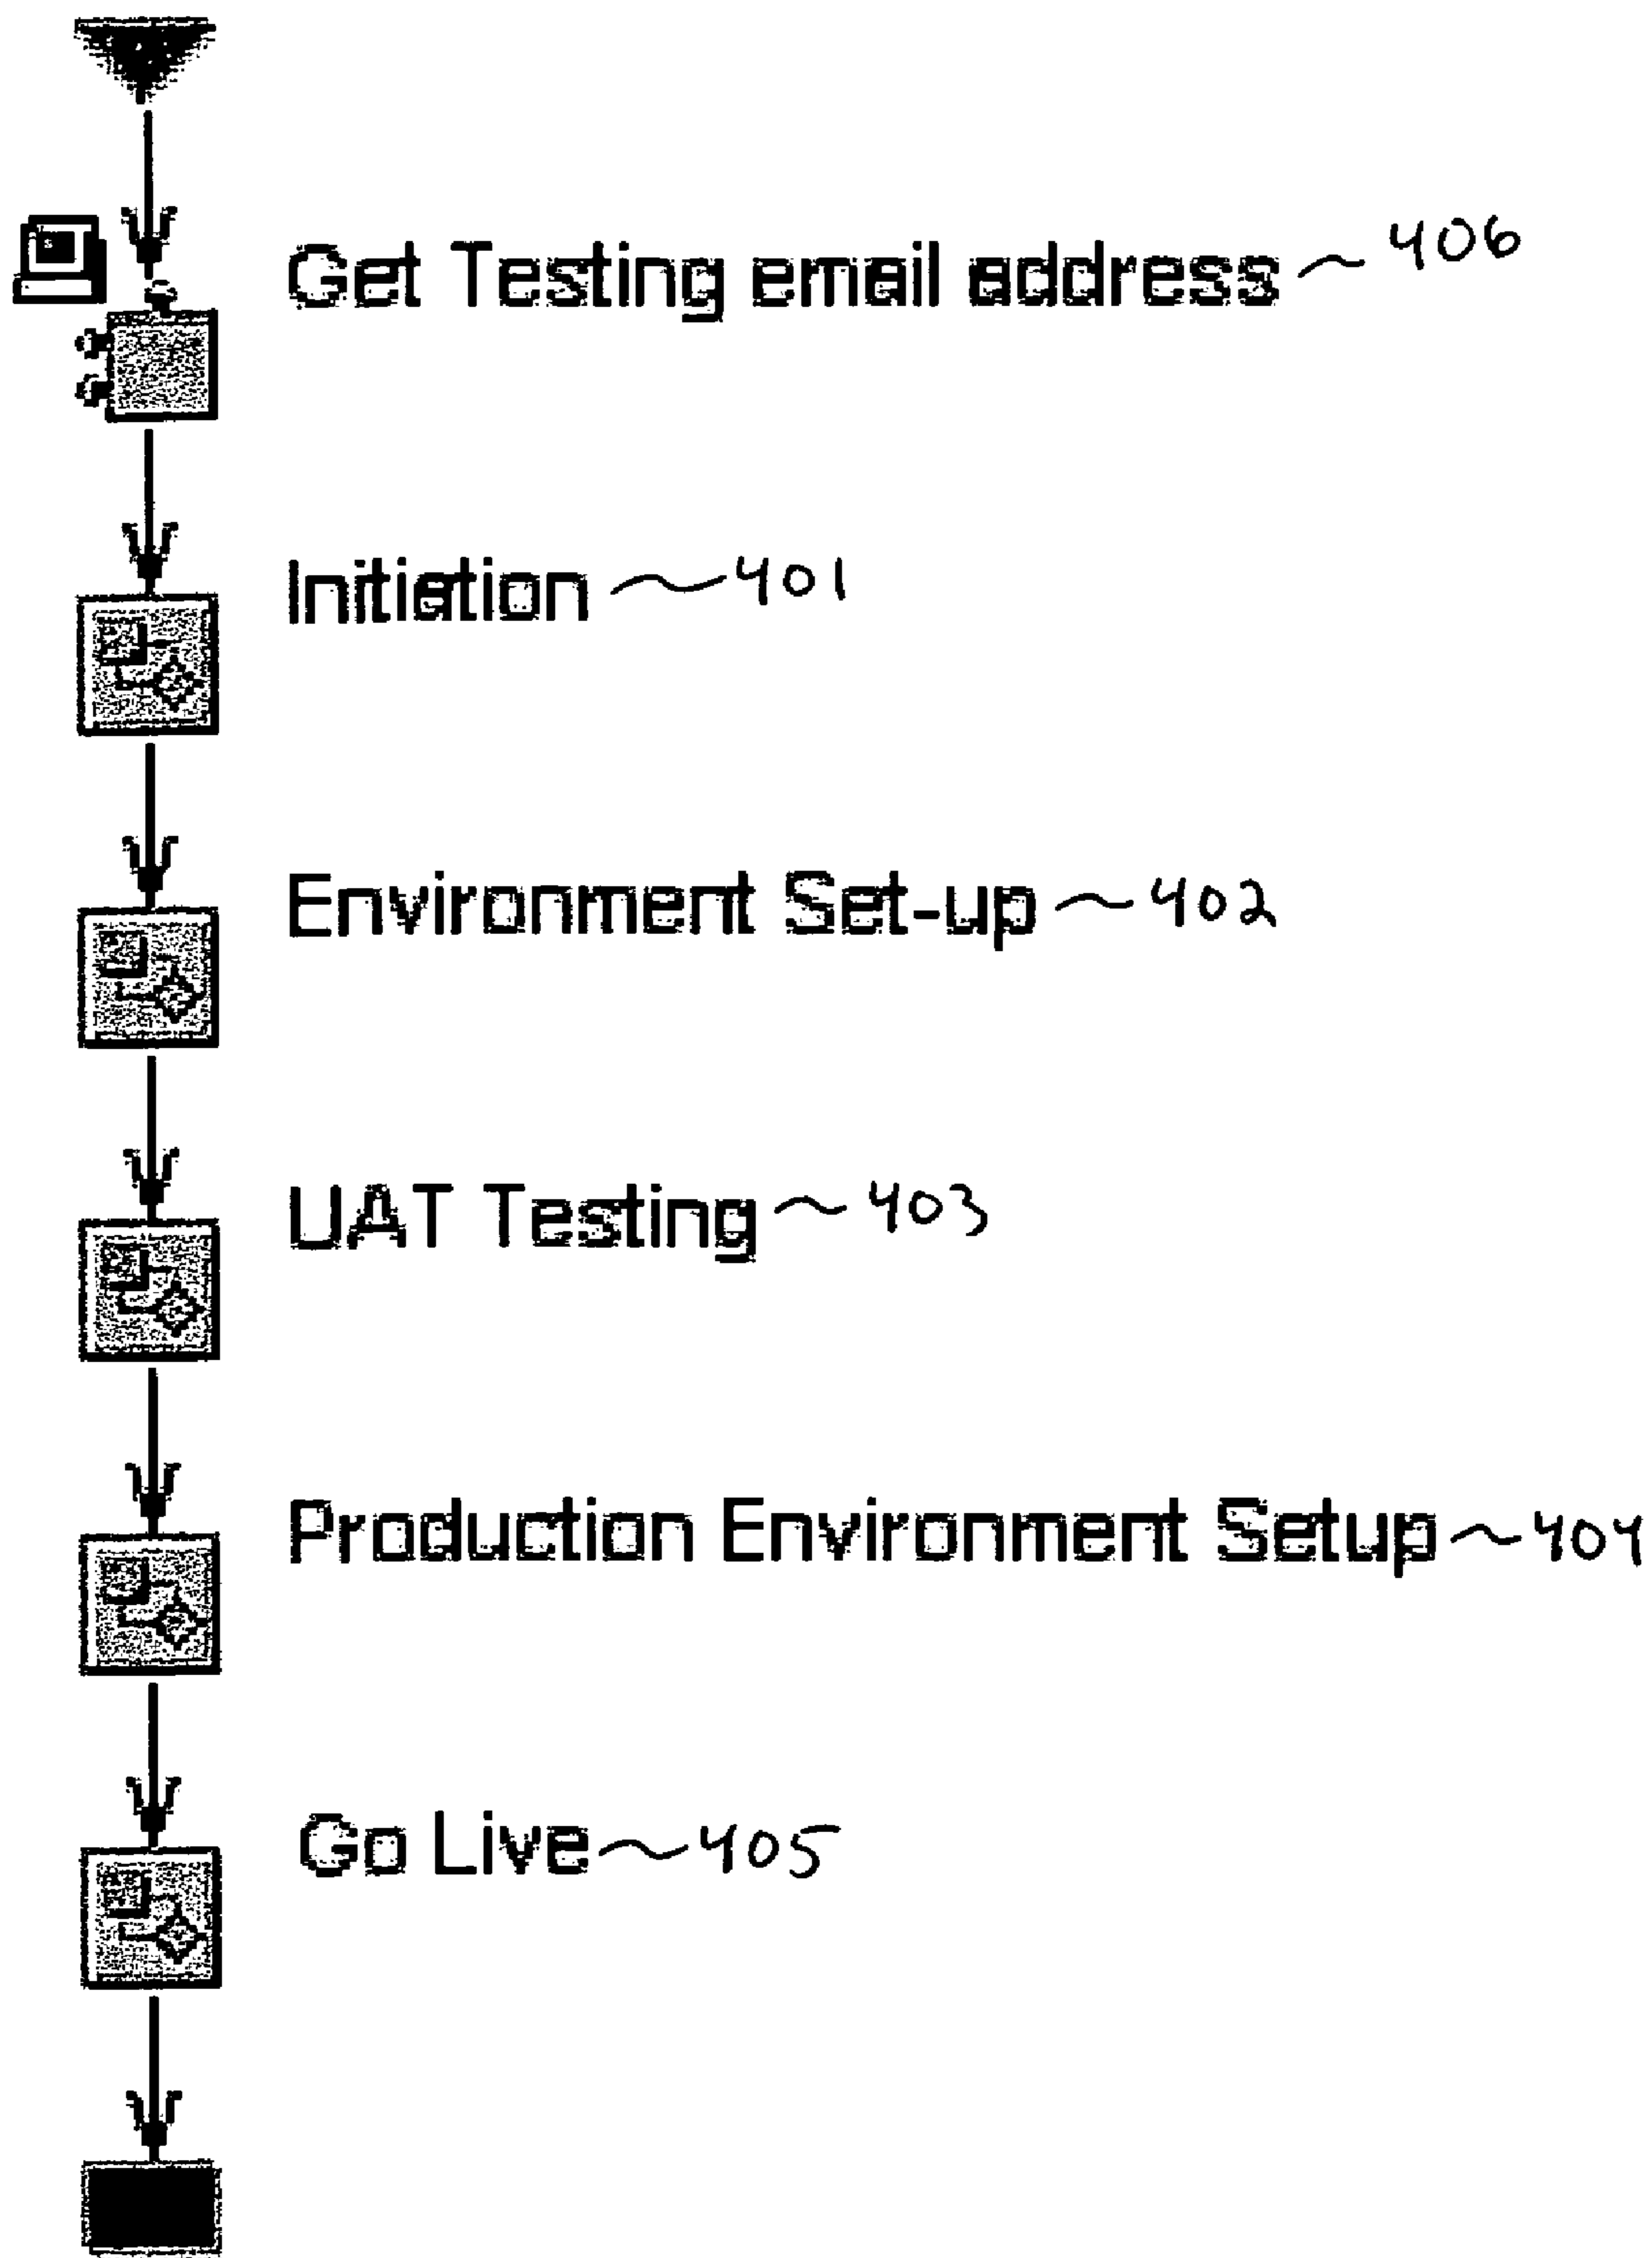 Get Testing email address ~ 406
Initiation ~ 401
Environment Set-up ~ 402
UAT Testing ~ 403
Production Environment Setup ~ 404
Go Live ~ 405